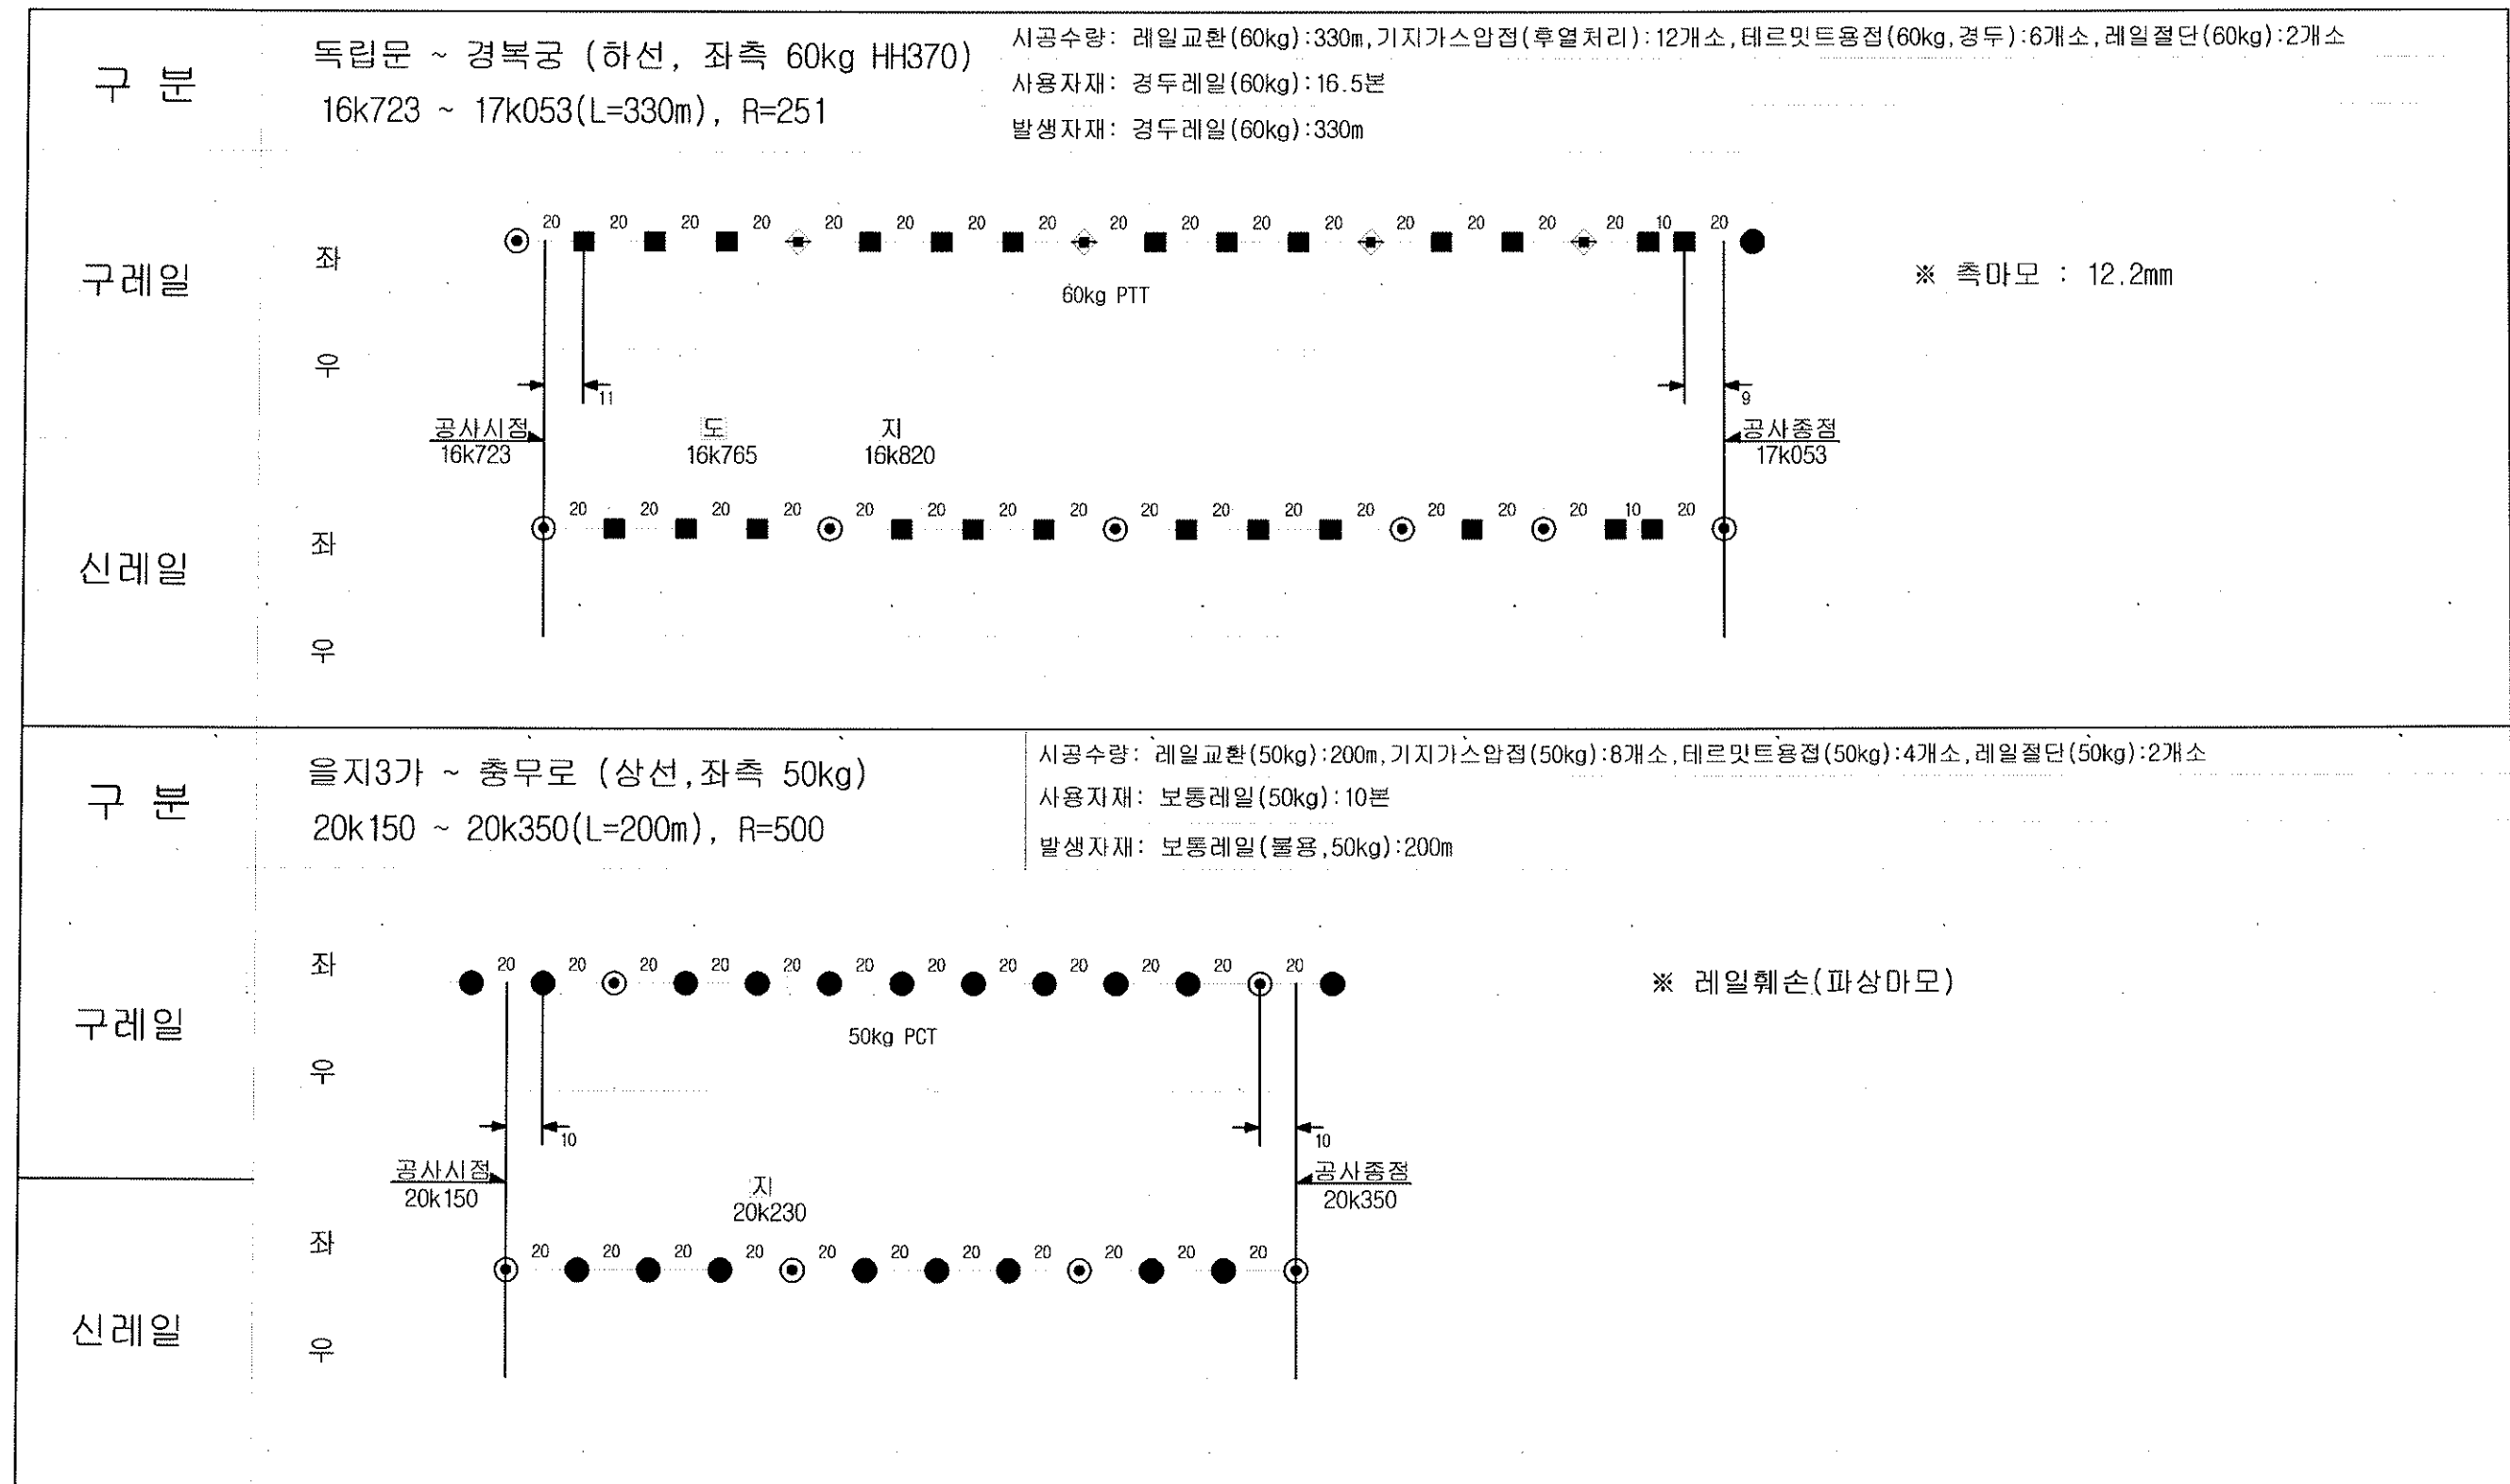 구 분
독립문 ~ 경복궁 (하선, 좌측 60kg HH370)
16k723 ~ 17k053(L=330m), R=251
시공수량: 레일교환(60kg):330m,기지가스압접(후열처리):12개소,테르밋트용접(60kg,경두):6개소,레일절단(60kg):2개소
사용자재: 경두레일(60kg):16.5본
발생자재: 경두레일(60kg):330m
구레일
좌
20 20 20 20 20 20 20 20 20 20 20 20 20 20 20 20 10 20
60kg PTT
※ 측마모 : 12.2mm
우
11
9
공사시점
16k723
도
16k765
지
16k820
공사종점
17k053
신레일
좌
20 20 20 20 20 20 20 20 20 20 20 20 20 20 20 10 20
우
구 분
을지3가 ~ 충무로 (상선,좌측 50kg)
20k150 ~ 20k350(L=200m), R=500
시공수량: 레일교환(50kg):200m,기지가스압접(50kg):8개소,테르밋트용접(50kg):4개소,레일절단(50kg):2개소
사용지재: 보통레일(50kg):10본
발생자재: 보통레일(불용,50kg):200m
구레일
좌
20 20 20 20 20 20 20 20 20 20 20 20
50kg PCT
※ 레일훼손(파상마모)
우
10
10
공사시점
20k150
지
20k230
공사종점
20k350
신레일
좌
20 20 20 20 20 20 20 20 20 20 20
우